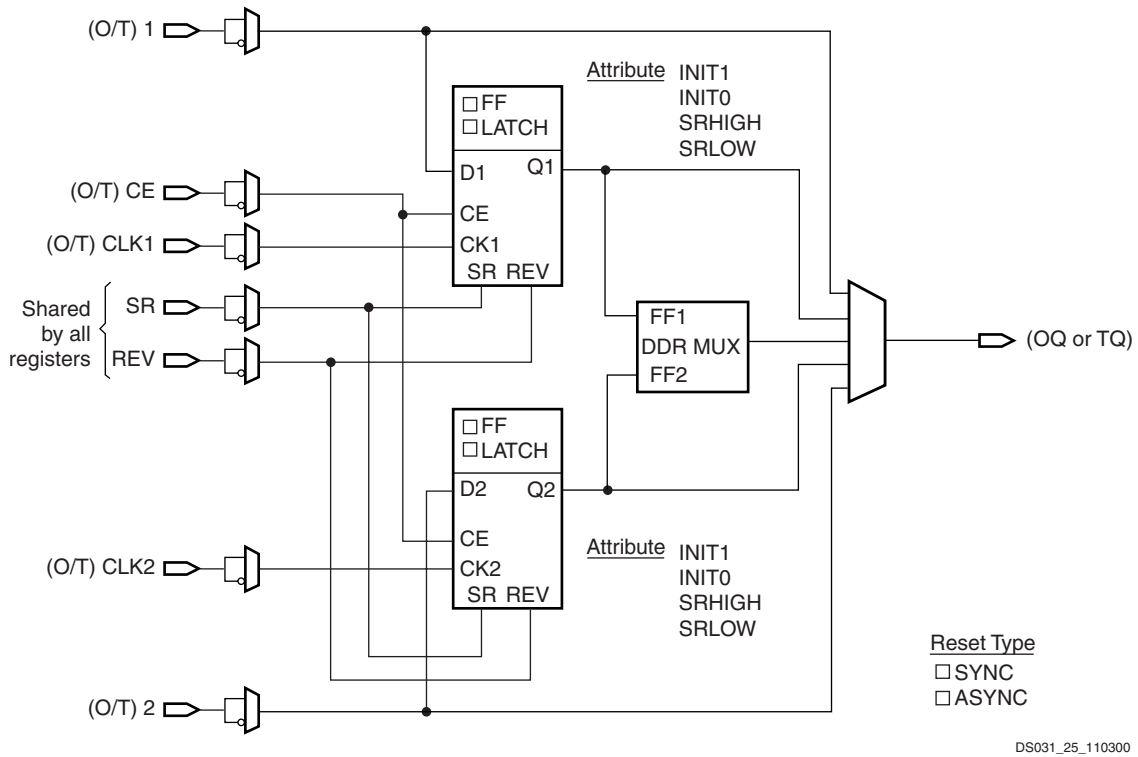 (O/T) 1
Attribute
INIT1
INIT0
SRHIGH
SRLOW
FF
LATCH
D1
Q1
(O/T) CE
CE
(O/T) CLK1
CK1
SR REV
Shared
by all
registers
SR
REV
FF1
DDR MUX
FF2
(OQ or TQ)
FF
LATCH
D2
Q2
CE
(O/T) CLK2
CK2
SR REV
Attribute
INIT1
INIT0
SRHIGH
SRLOW
(O/T) 2
Reset Type
SYNC
ASYNC
DS031_25_110300